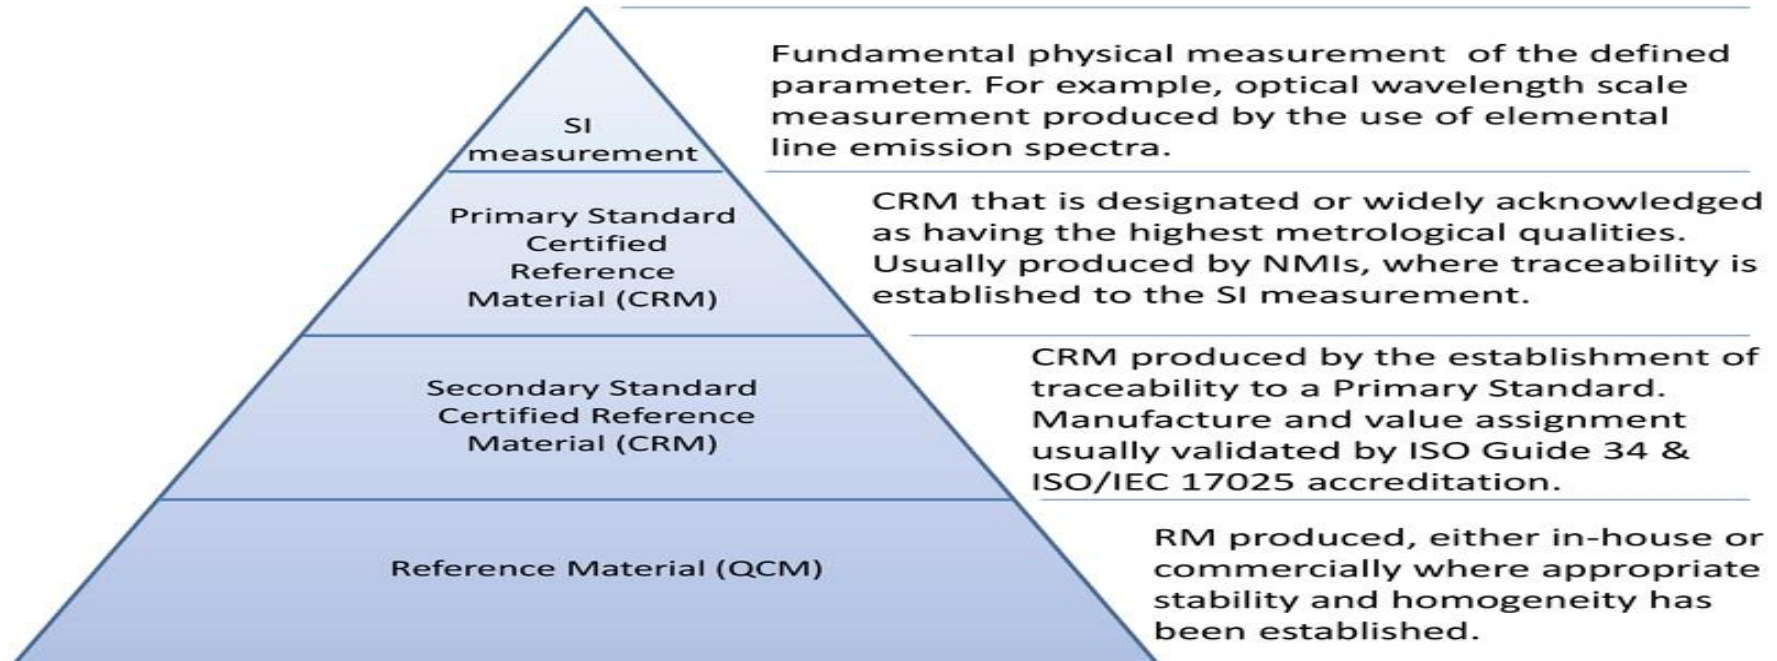 SI
measurement
Fundamental physical measurement of the defined
parameter. For example, optical wavelength scale
measurement produced by the use of elemental
line emission spectra.
Primary Standard
Certified
Reference
Material (CRM)
CRM that is designated or widely acknowledged
as having the highest metrological qualities.
Usually produced by NMIs, where traceability is
established to the SI measurement.
Secondary Standard
Certified Reference
Material (CRM)
CRM produced by the establishment of
traceability to a Primary Standard.
Manufacture and value assignment
usually validated by ISO Guide 34 &
ISO/IEC 17025 accreditation.
Reference Material (QCM)
RM produced, either in-house or
commercially where appropriate
stability and homogeneity has
been established.